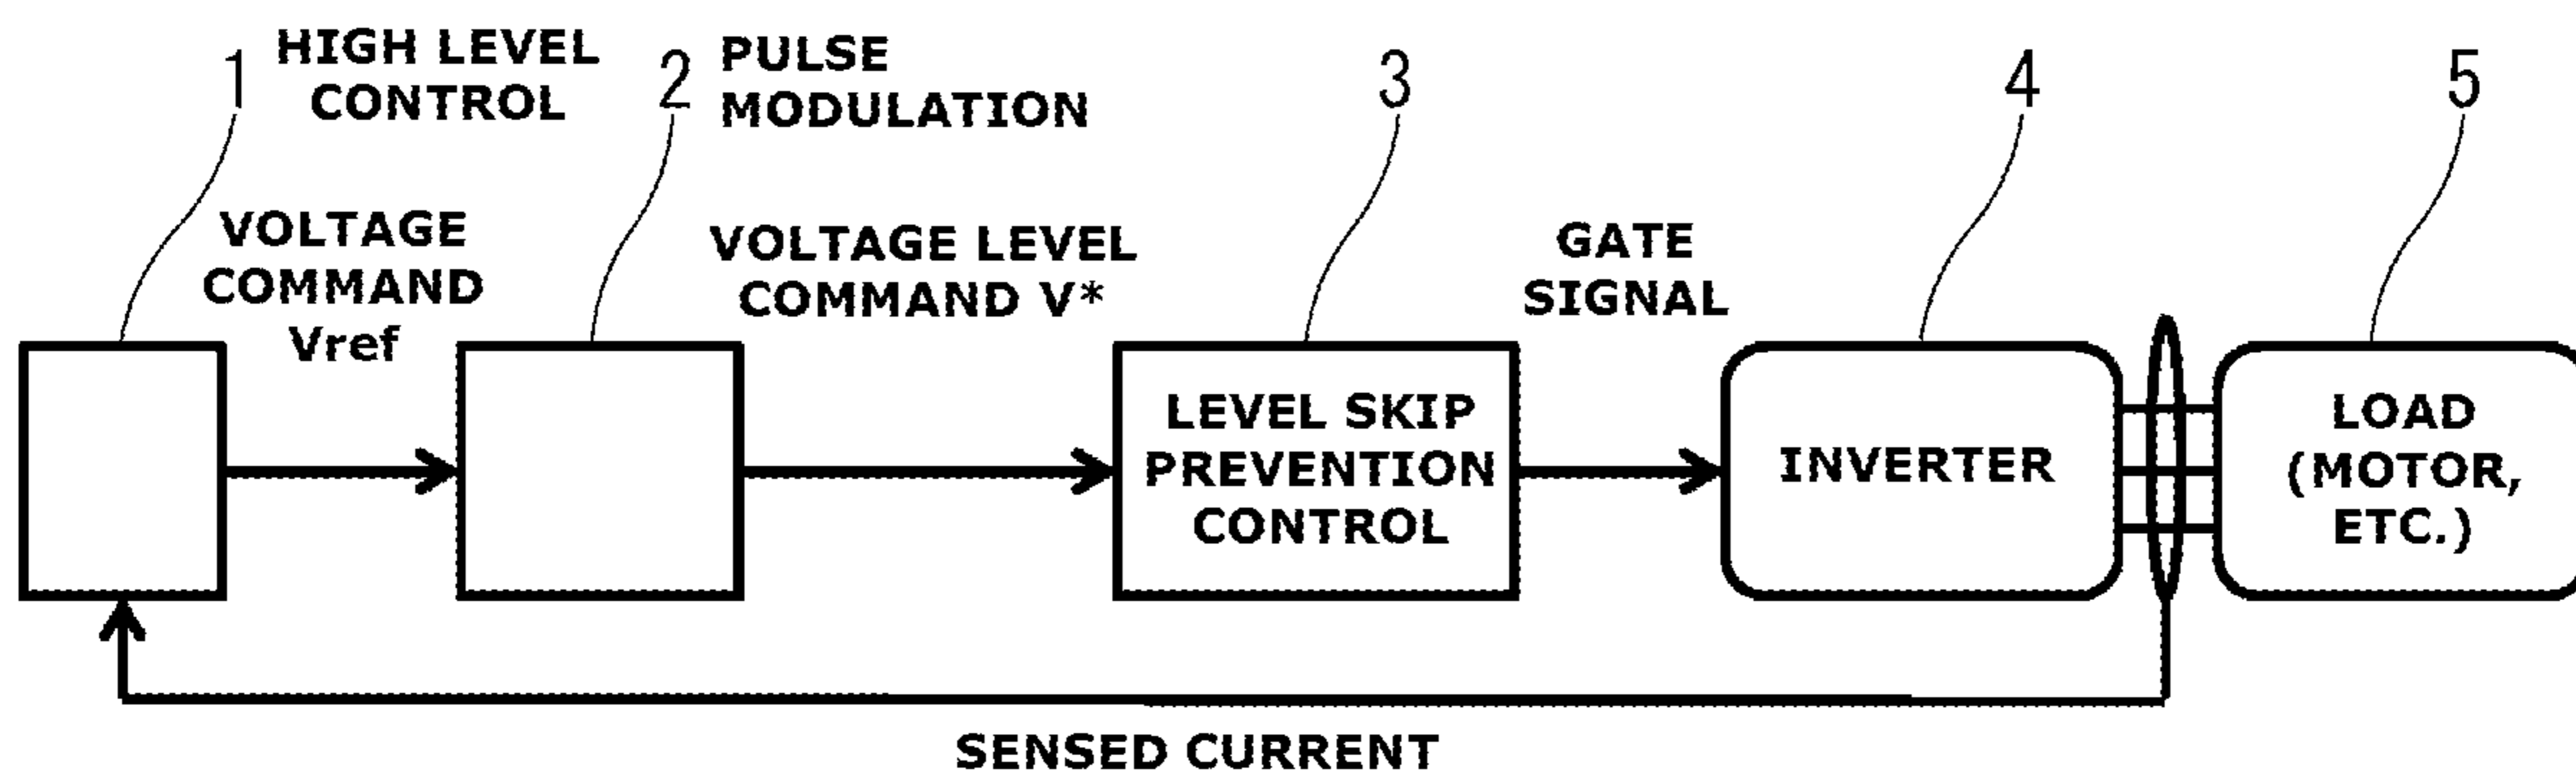 1
HIGH LEVEL
CONTROL
2
PULSE
MODULATION
3
4
5
VOLTAGE
COMMAND
Vref
VOLTAGE LEVEL
COMMAND V*
GATE
SIGNAL
LEVEL SKIP
PREVENTION
CONTROL
INVERTER
LOAD
(MOTOR,
ETC.)
SENSED CURRENT